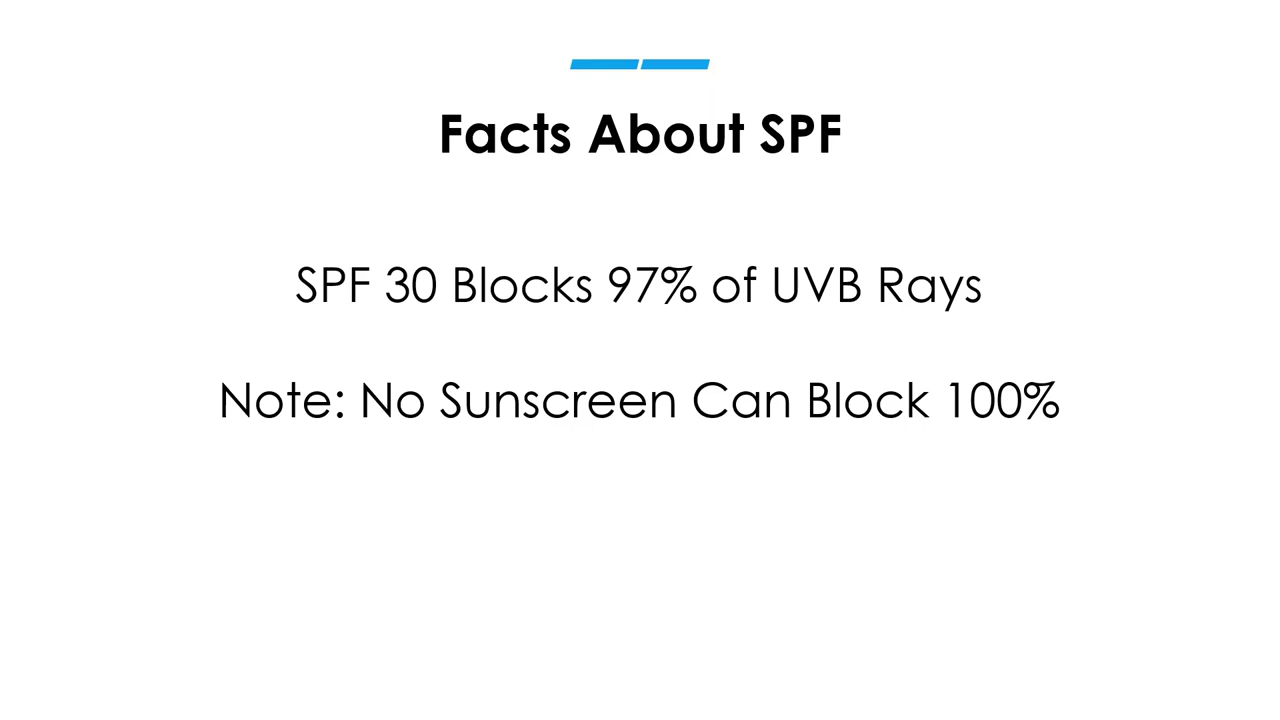 Facts About SPF
SPF 30 Blocks 97% of UVB Rays
Note: No Sunscreen Can Block 100%